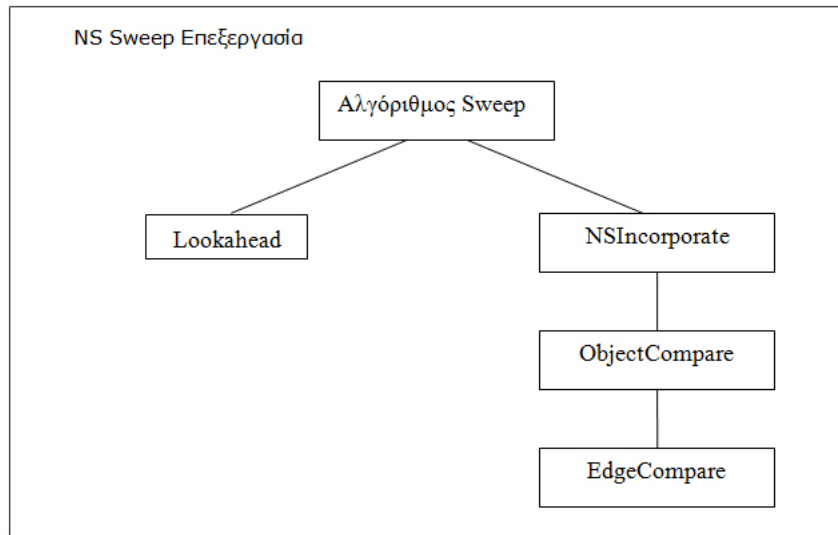 NS Sweep Επεξεργασία
Αλγόριθμος Sweep
Lookahead
NSIncorporate
ObjectCompare
EdgeCompare